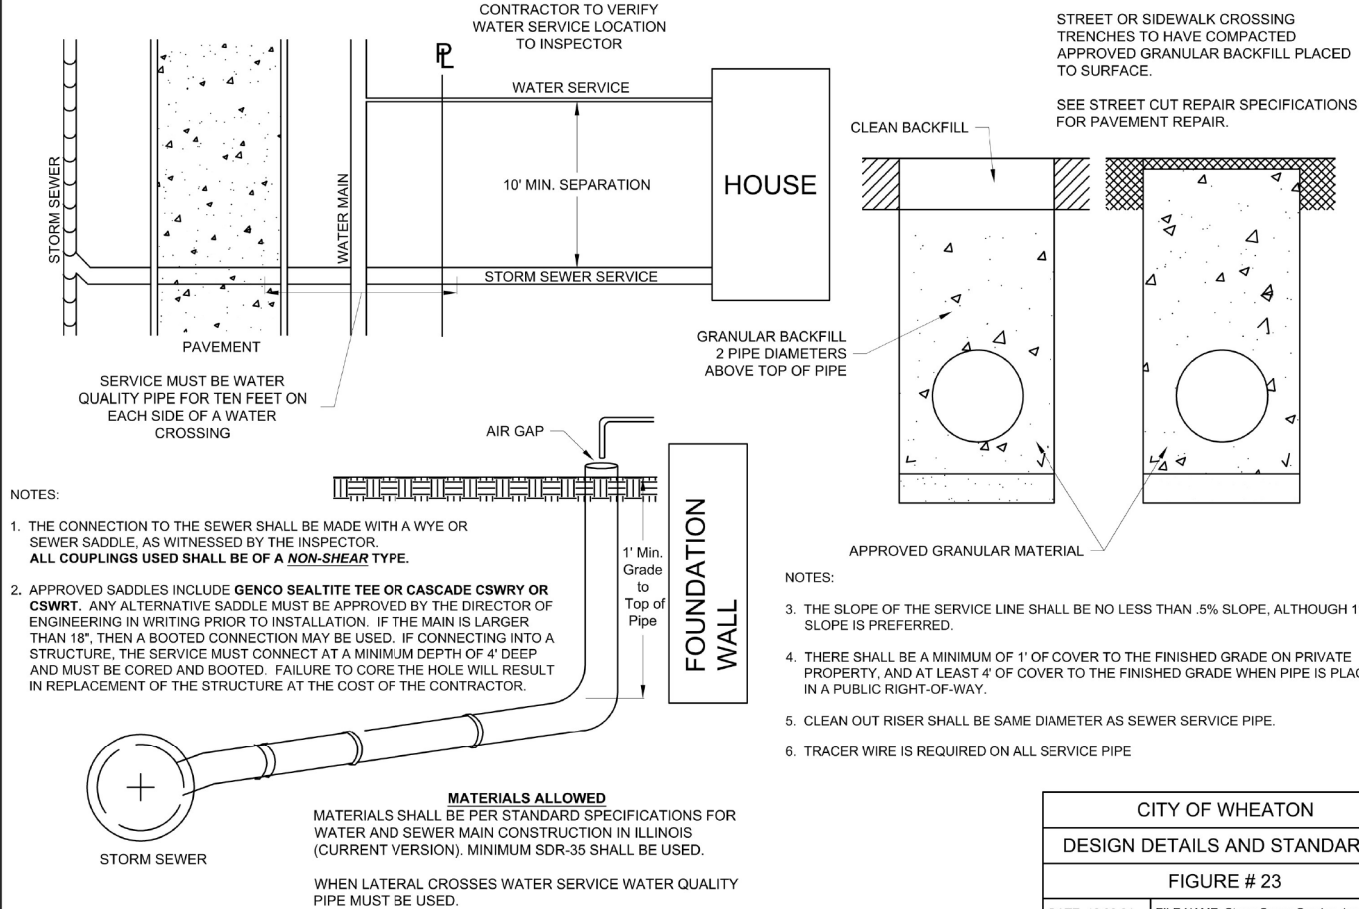 CONTRACTOR TO VERIFY
WATER SERVICE LOCATION
TO INSPECTOR
PL
STORM SEWER
WATER MAIN
WATER SERVICE
10' MIN. SEPARATION
STORM SEWER SERVICE
HOUSE
PAVEMENT
SERVICE MUST BE WATER
QUALITY PIPE FOR TEN FEET ON
EACH SIDE OF A WATER
CROSSING
STREET OR SIDEWALK CROSSING
TRENCHES TO HAVE COMPACTED
APPROVED GRANULAR BACKFILL PLACED
TO SURFACE.
SEE STREET CUT REPAIR SPECIFICATIONS
FOR PAVEMENT REPAIR.
CLEAN BACKFILL
GRANULAR BACKFILL
2 PIPE DIAMETERS
ABOVE TOP OF PIPE
APPROVED GRANULAR MATERIAL
AIR GAP
1' Min.
Grade
to
Top of
Pipe
FOUNDATION
WALL
STORM SEWER
NOTES:
1. THE CONNECTION TO THE SEWER SHALL BE MADE WITH A WYE OR
SEWER SADDLE, AS WITNESSED BY THE INSPECTOR.
ALL COUPLINGS USED SHALL BE OF A NON-SHEAR TYPE.
2. APPROVED SADDLES INCLUDE GENCO SEALTITE TEE OR CASCADE CSWRY OR
CSWRT. ANY ALTERNATIVE SADDLE MUST BE APPROVED BY THE DIRECTOR OF
ENGINEERING IN WRITING PRIOR TO INSTALLATION. IF THE MAIN IS LARGER
THAN 18", THEN A BOOTED CONNECTION MAY BE USED. IF CONNECTING INTO A
STRUCTURE, THE SERVICE MUST CONNECT AT A MINIMUM DEPTH OF 4' DEEP
AND MUST BE CORED AND BOOTED. FAILURE TO CORE THE HOLE WILL RESULT
IN REPLACEMENT OF THE STRUCTURE AT THE COST OF THE CONTRACTOR.
MATERIALS ALLOWED
MATERIALS SHALL BE PER STANDARD SPECIFICATIONS FOR
WATER AND SEWER MAIN CONSTRUCTION IN ILLINOIS
(CURRENT VERSION). MINIMUM SDR-35 SHALL BE USED.
WHEN LATERAL CROSSES WATER SERVICE WATER QUALITY
PIPE MUST BE USED.
NOTES:
3. THE SLOPE OF THE SERVICE LINE SHALL BE NO LESS THAN .5% SLOPE, ALTHOUGH 1
SLOPE IS PREFERRED.
4. THERE SHALL BE A MINIMUM OF 1' OF COVER TO THE FINISHED GRADE ON PRIVATE
PROPERTY, AND AT LEAST 4' OF COVER TO THE FINISHED GRADE WHEN PIPE IS PLAC
IN A PUBLIC RIGHT-OF-WAY.
5. CLEAN OUT RISER SHALL BE SAME DIAMETER AS SEWER SERVICE PIPE.
6. TRACER WIRE IS REQUIRED ON ALL SERVICE PIPE
CITY OF WHEATON
DESIGN DETAILS AND STANDAR
FIGURE # 23